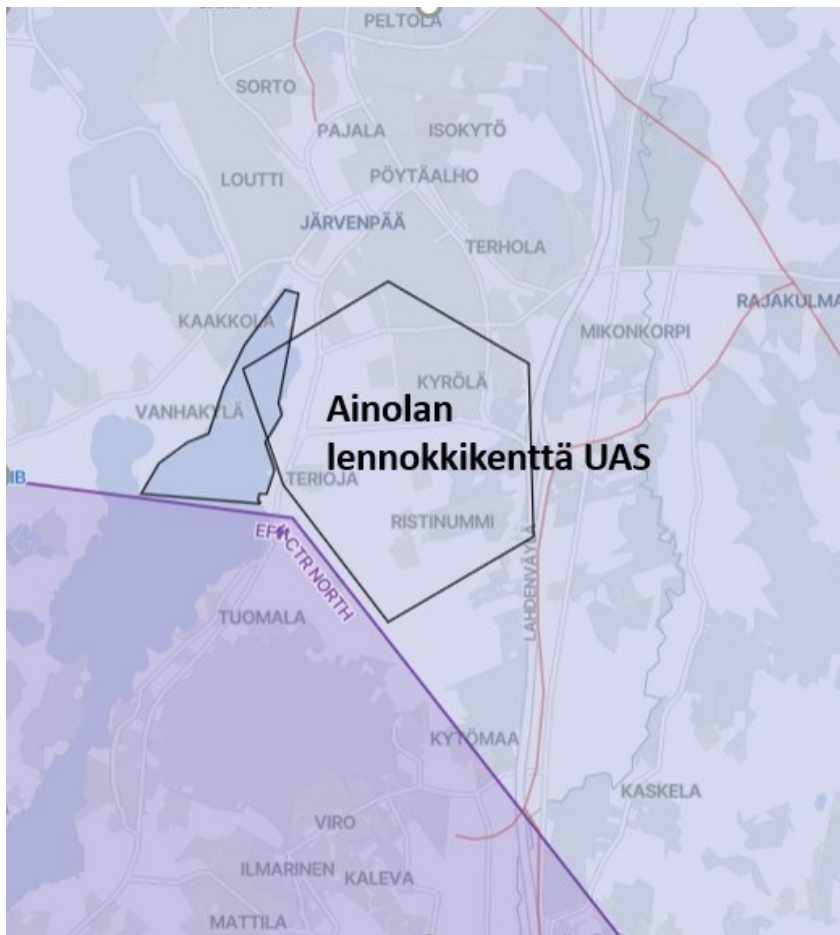 PELTOLA
SORTO
PAJALA
ISOKYTÖ
LOUTTI
PÖYTÄALHO
JÄRVENPÄÄ
TERHOLA
RAJAKULMA
KAAKKOLA
MIKONKORPI
KYRÖLÄ
VANHAKYLÄ
Ainolan
lennokkikenttä UAS
TERIOJA
RISTINUMMI
LAHDENVÄYLÄ
CTR NORTH
TUOMALA
KYTÖMAA
KASKELA
VIRO
ILMARINEN
KALEVA
MATTILA